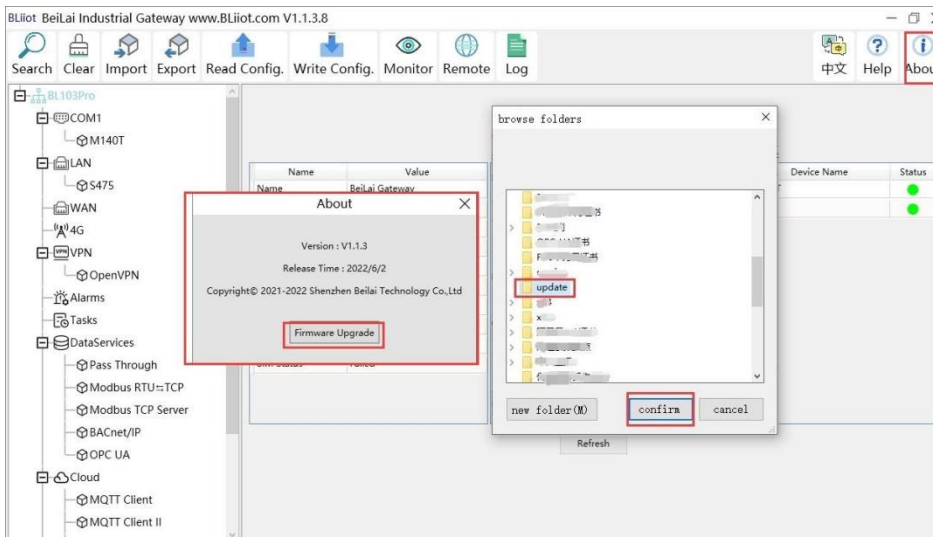 BLiiot BeiLai Industrial Gateway www.BLiiot.com V1.1.3.8
Search Clear Import Export Read Config. Write Config. Monitor Remote Log 中文 Help Abou
BL103Pro
COM1
M140T
LAN
S475
WAN
4G
VPN
OpenVPN
Alarms
Tasks
DataServices
Pass Through
Modbus RTU⇆TCP
Modbus TCP Server
BACnet/IP
OPC UA
Cloud
MQTT Client
MQTT Client II
Name Value
Name BeiLai Gateway
About
Version : V1.1.3
Release Time : 2022/6/2
Copyright© 2021-2022 Shenzhen Beilai Technology Co.,Ltd
Firmware Upgrade
browse folders
update
new folder(M)
confirm
cancel
Device Name Status
Refresh